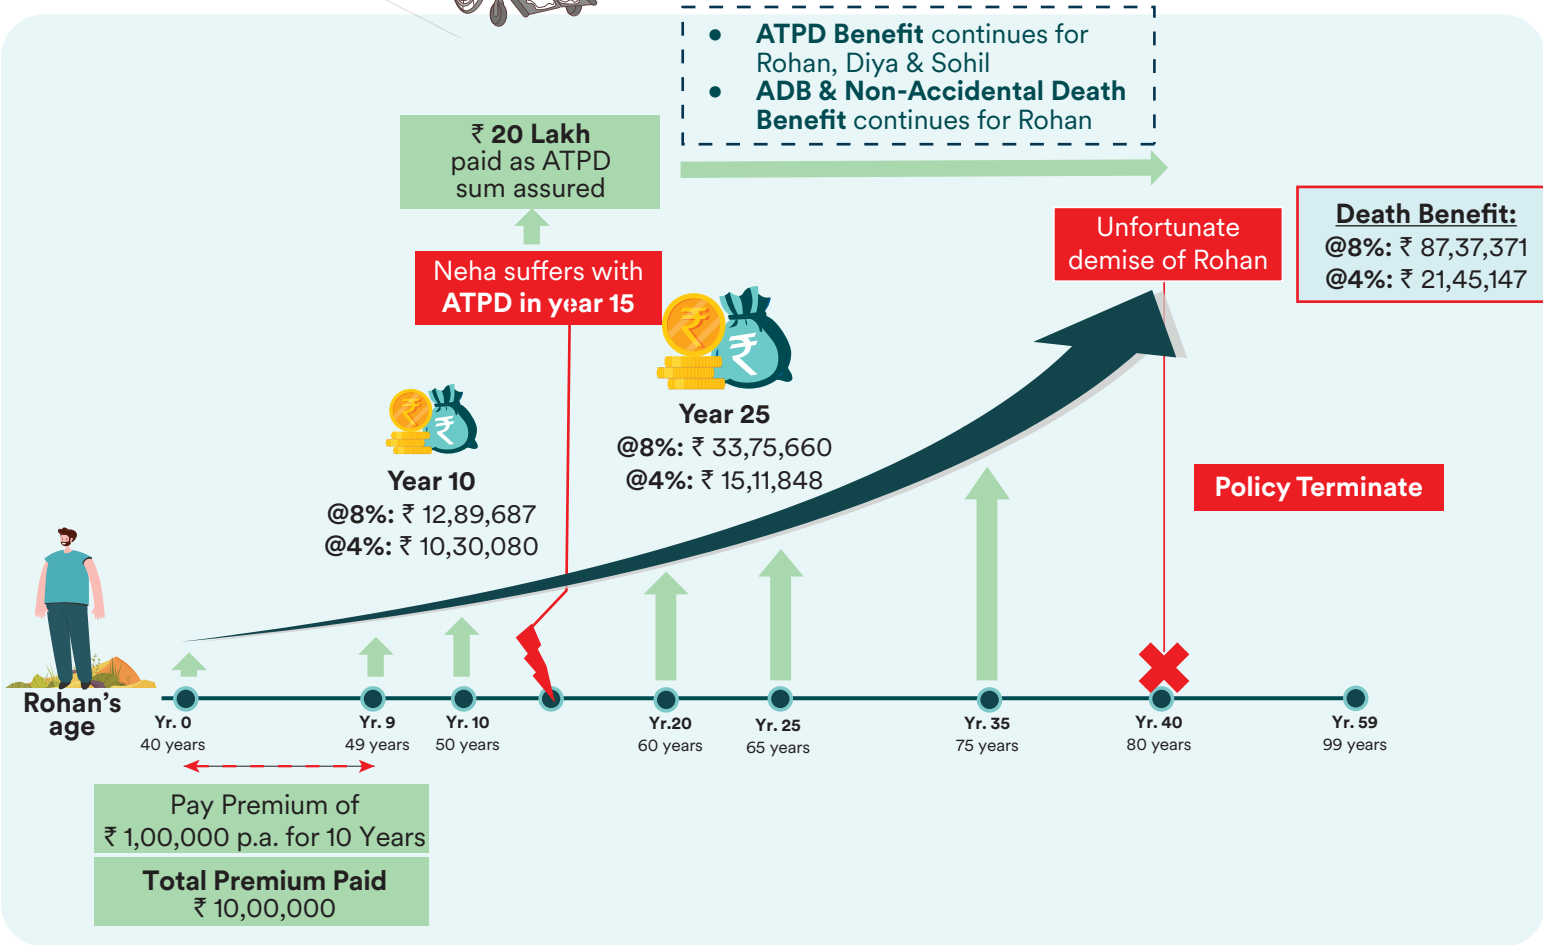 • ATPD Benefit continues for
Rohan, Diya & Sohil
• ADB & Non-Accidental Death
Benefit continues for Rohan
₹ 20 Lakh
paid as ATPD
sum assured
Neha suffers with
ATPD in year 15
Unfortunate
demise of Rohan
Death Benefit:
@8%: ₹ 87,37,371
@4%: ₹ 21,45,147
Year 25
@8%: ₹ 33,75,660
@4%: ₹ 15,11,848
Year 10
@8%: ₹ 12,89,687
@4%: ₹ 10,30,080
Policy Terminate
Rohan's
age
Yr. 0
40 years
Yr. 9
49 years
Yr. 10
50 years
Yr.20
60 years
Yr. 25
65 years
Yr. 35
75 years
Yr. 40
80 years
Yr. 59
99 years
Pay Premium of
₹ 1,00,000 p.a. for 10 Years
Total Premium Paid
₹ 10,00,000